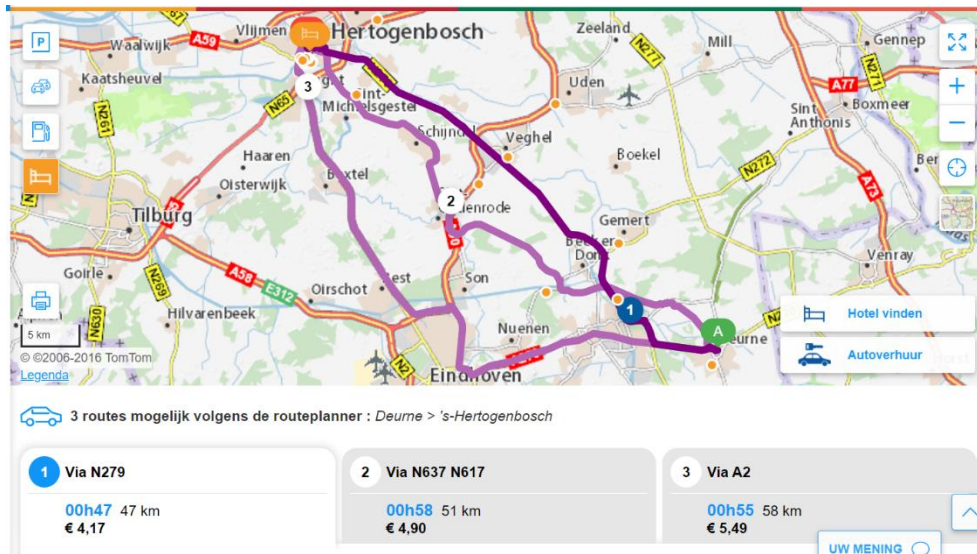 Hertogenbosch
Vlijmen
Waalwijk
A59
Zeeland
N277
Mill
Gennep
N271
P
Kaatsheuvel
3
Michielsgestel
Uden
A77
Boxmeer
N65
N261
Sint
Anthonis
Schijndel
Veghel
Haaren
Boekel
N272
Oisterwijk
Tilburg
2
Gemert
A73
Venray
Goirle
A58
E312
Oirschot
Son
N269
Hilvarenbeek
N630
1
Hotel vinden
5 km
Nuenen
A
© ©2006-2016 TomTom
N2
Autoverhuur
Legenda
Eindhoven
3 routes mogelijk volgens de routeplanner : Deurne > 's-Hertogenbosch
1 Via N279
00h47 47 km
€ 4,17
2 Via N637 N617
00h58 51 km
€ 4,90
3 Via A2
00h55 58 km
€ 5,49
UW MENING